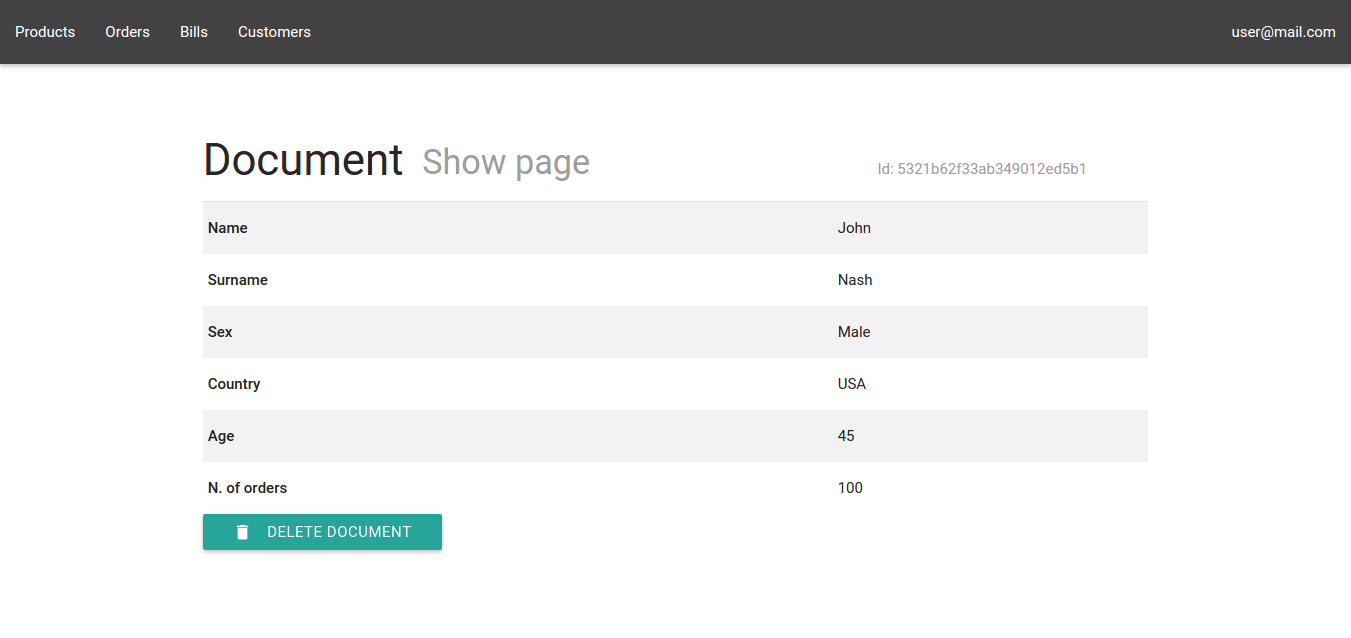 Products Orders Bills Customers user@mail.com
Document Show page Id: 5321b62f33ab349012ed5b1
Name John
Surname Nash
Sex Male
Country USA
Age 45
N. of orders 100
DELETE DOCUMENT